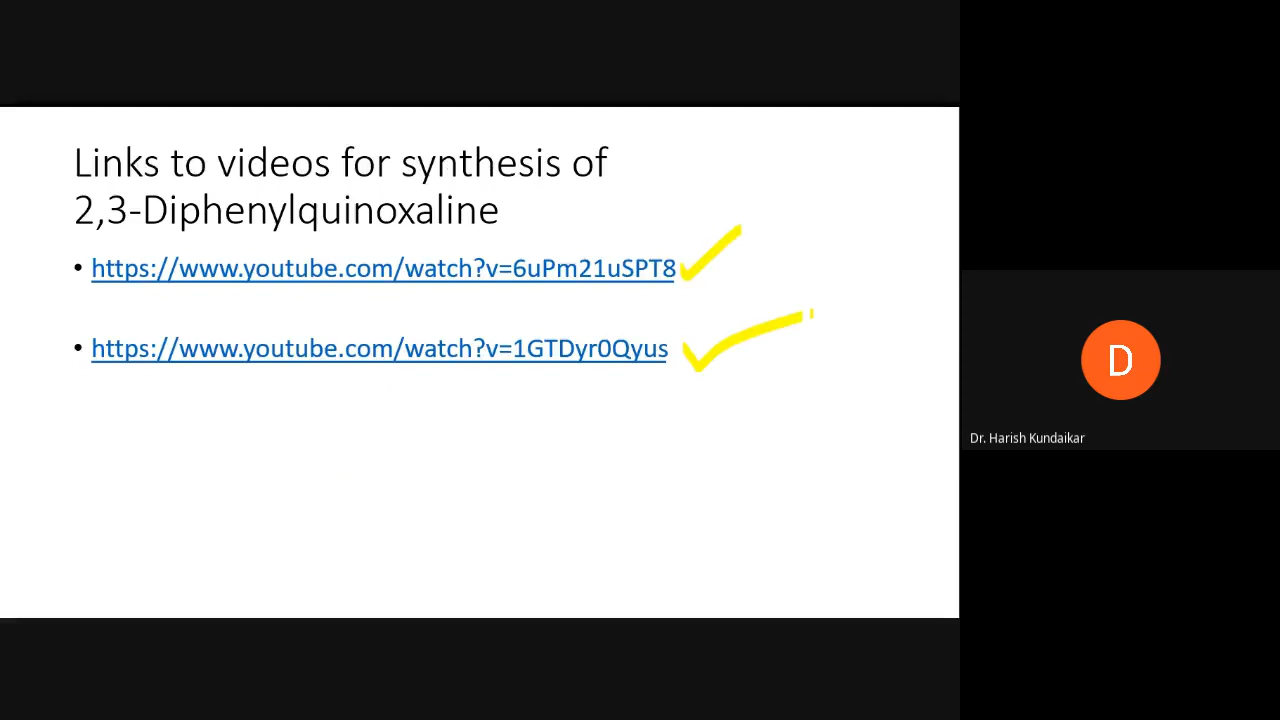 Links to videos for synthesis of
2,3-Diphenylquinoxaline
• https://www.youtube.com/watch?v=6uPm21uSPT8
• https://www.youtube.com/watch?v=1GTDyr0Qyus
D
Dr. Harish Kundaikar